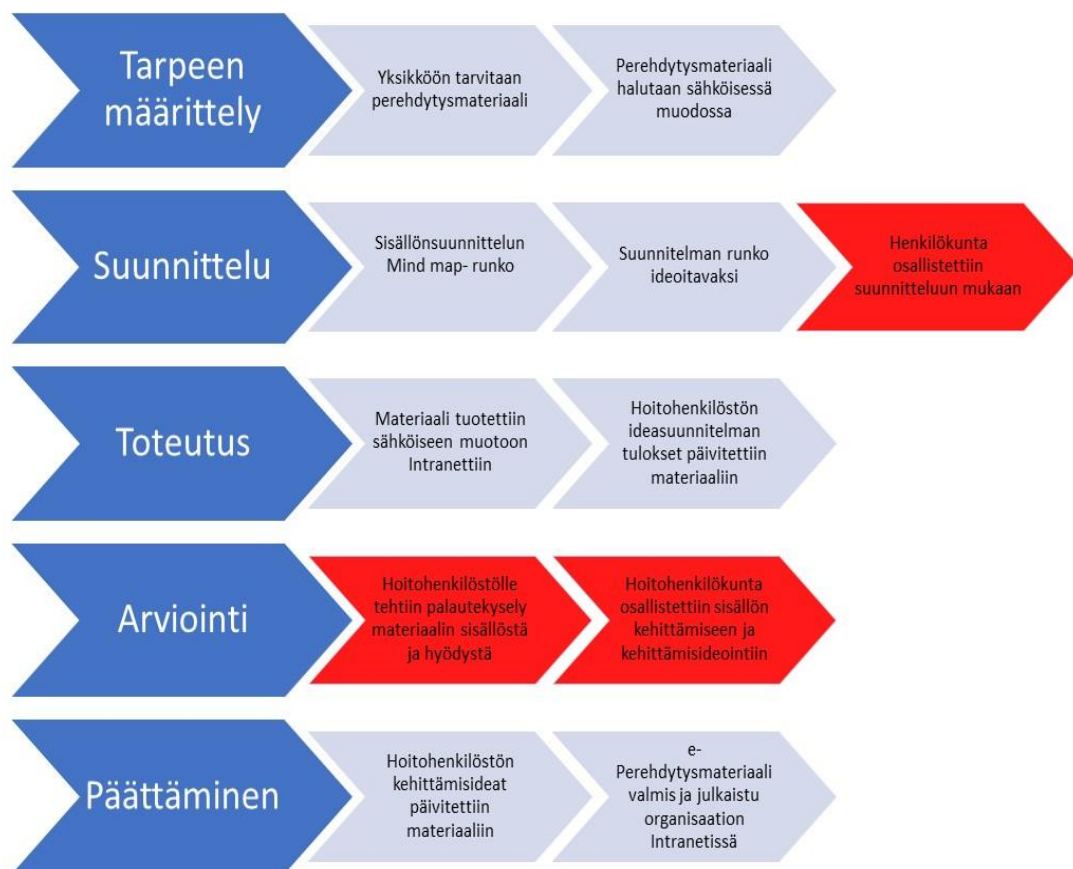 Tarpeen
määrittely
Yksikköön tarvitaan
perehdytysmateriaali
Perehdytysmateriaali
halutaan sähköisessä
muodossa
Suunnittelu
Sisällönsuunnittelun
Mind map- runko
Suunnitelman runko
ideoitavaksi
Henkilökunta
osallistettiin
suunnitteluun mukaan
Toteutus
Materiaali tuotettiin
sähköiseen muotoon
Intranettiin
Hoitohenkilöstön
ideasuunnitelman
tulokset päivitettiin
materiaaliin
Arviointi
Hoitohenkilöstölle
tehtiin palautekysely
materiaalin sisällöstä
ja hyödystä
Hoitohenkilökunta
osallistettiin sisällön
kehittämiseen ja
kehittämisideointiin
Päättäminen
Hoitohenkilöstön
kehittämisideat
päivitettiin
materiaaliin
e-
Perehdytysmateriaali
valmis ja julkaistu
organisaation
Intranetissä